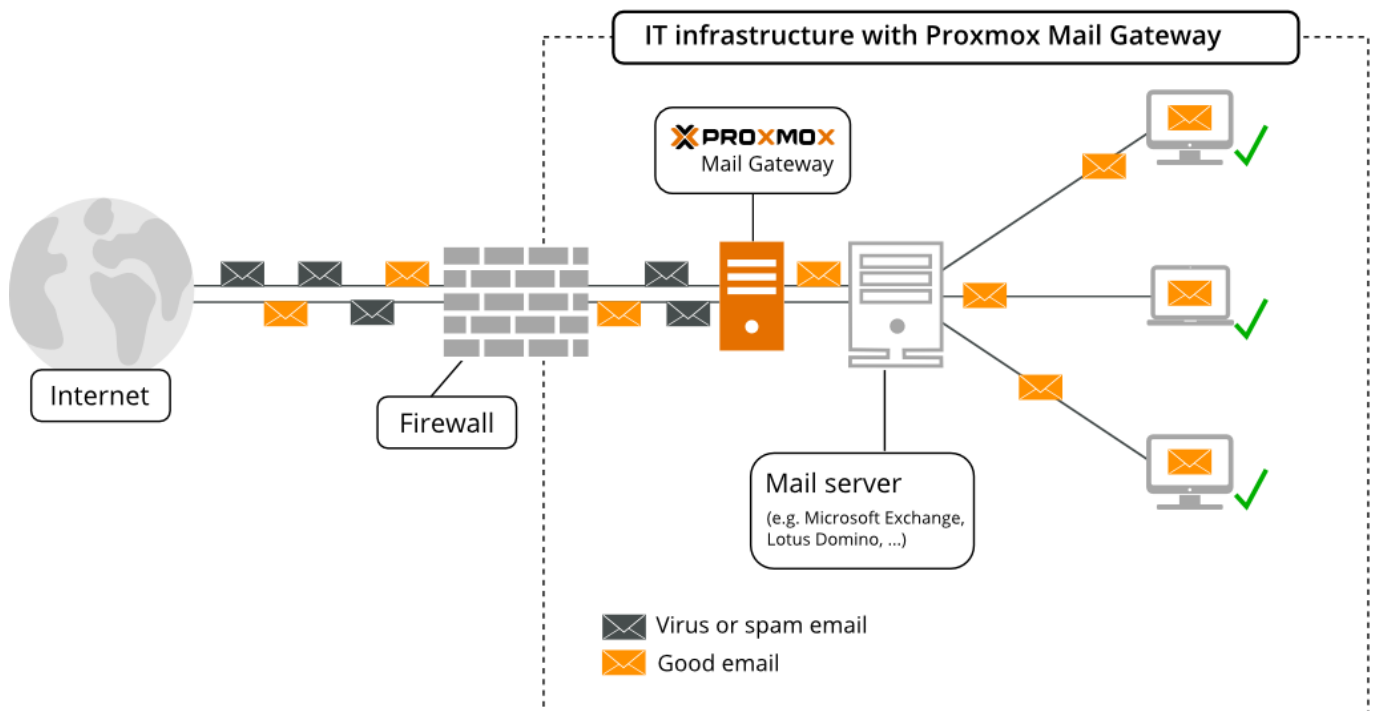 IT infrastructure with Proxmox Mail Gateway
PROXMOX
Mail Gateway
Internet
Firewall
Mail server
(e.g. Microsoft Exchange,
Lotus Domino, ...)
Virus or spam email
Good email